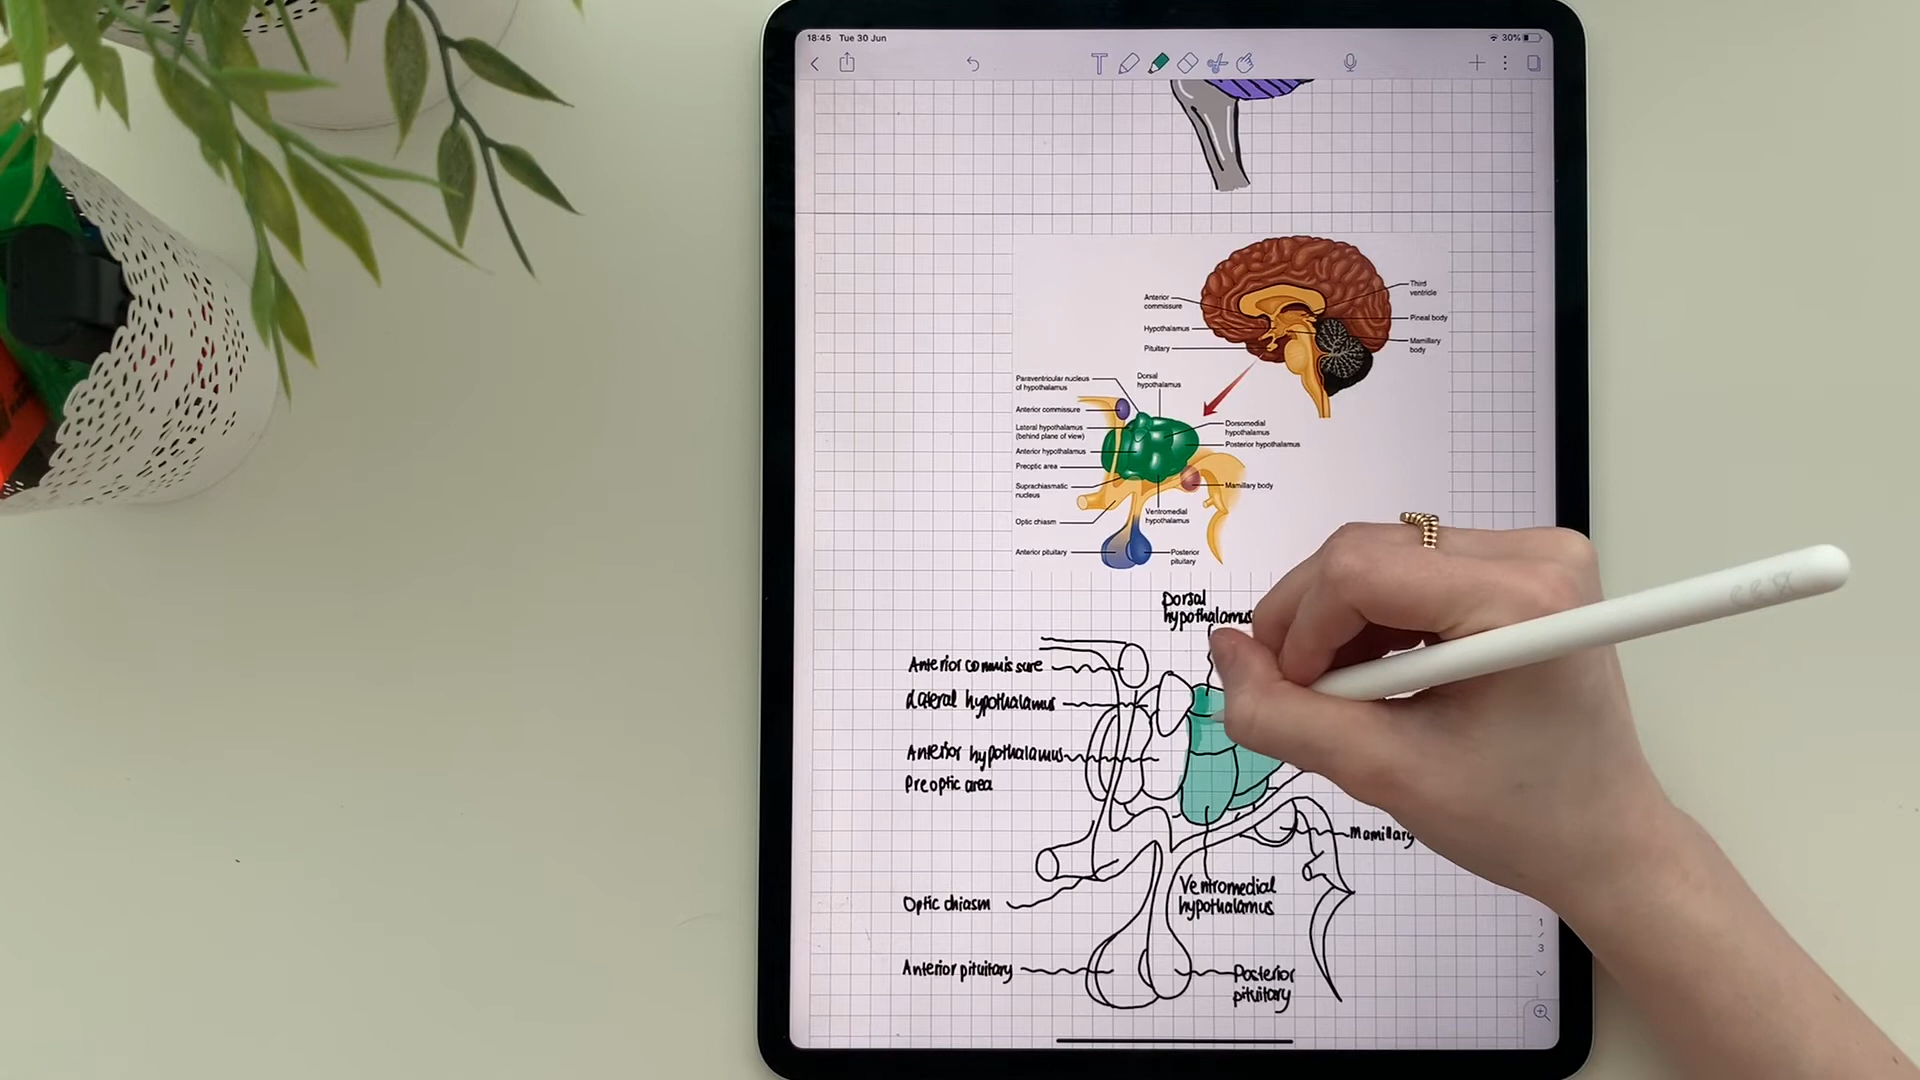 18:45 Tue 30 Jun
30%
Anterior
commissure
Hypothalamus
Pituitary
Third
ventricle
Pineal body
Mamillary
body
Paraventricular nucleus
of hypothalamus
Dorsal
hypothalamus
Anterior commissure
Lateral hypothalamus
(behind plane of view)
Anterior hypothalamus
Preoptic area
Suprachiasmatic
nucleus
Optic chiasm
Anterior pituitary
Dorsomedial
hypothalamus
Posterior hypothalamus
Mamillary body
Ventromedial
hypothalamus
Posterior
pituitary
Dorsal
hypothalamus
Anterior commissure
Lateral hypothalamus
Anterior hypothalamus
Preoptic area
Mamillary
Optic chiasm
Ventromedial
hypothalamus
Anterior pituitary
Posterior
pituitary
1
/
3